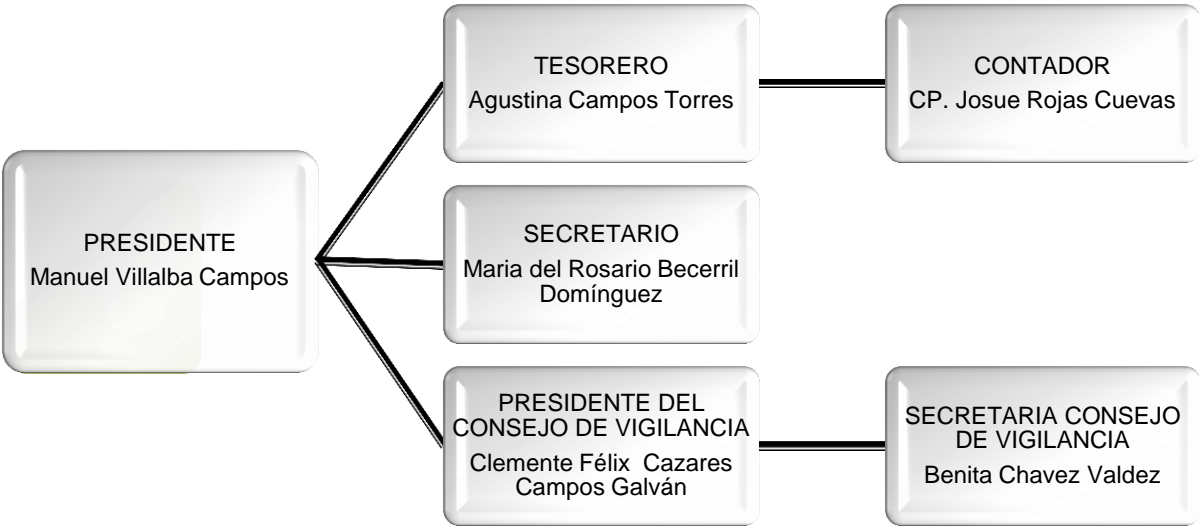 PRESIDENTE
Manuel Villalba Campos
TESORERO
Agustina Campos Torres
CONTADOR
CP. Josue Rojas Cuevas
SECRETARIO
Maria del Rosario Becerril
Domínguez
PRESIDENTE DEL
CONSEJO DE VIGILANCIA
Clemente Félix Cazares
Campos Galván
SECRETARIA CONSEJO
DE VIGILANCIA
Benita Chavez Valdez